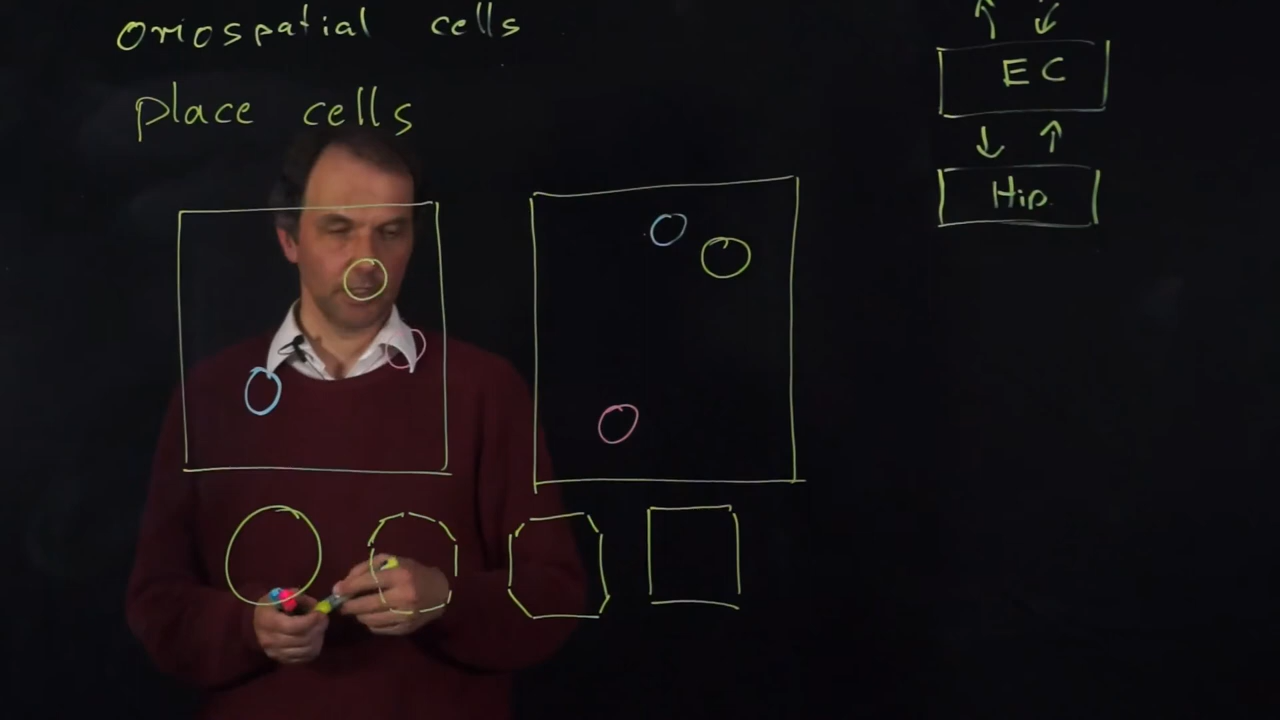 oriospatial cells
place cells
↑ ↙
EC
↓ ↑
Hip.